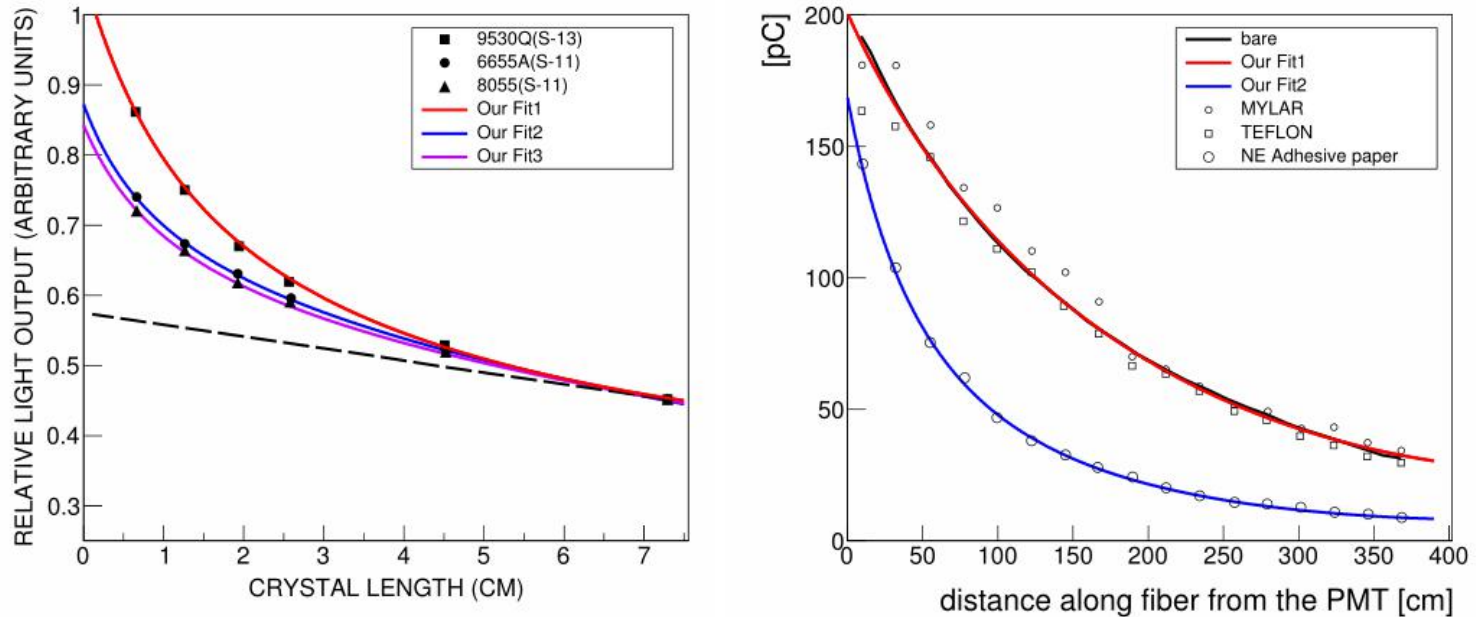 RELATIVE LIGHT OUTPUT (ARBITRARY UNITS)
1
0.9
0.8
0.7
0.6
0.5
0.4
0.3
9530Q(S-13)
6655A(S-11)
8055(S-11)
Our Fit1
Our Fit2
Our Fit3
0 1 2 3 4 5 6 7
CRYSTAL LENGTH (CM)
[pC]
200
150
100
50
0
bare
Our Fit1
Our Fit2
MYLAR
TEFLON
NE Adhesive paper
0 50 100 150 200 250 300 350 400
distance along fiber from the PMT [cm]